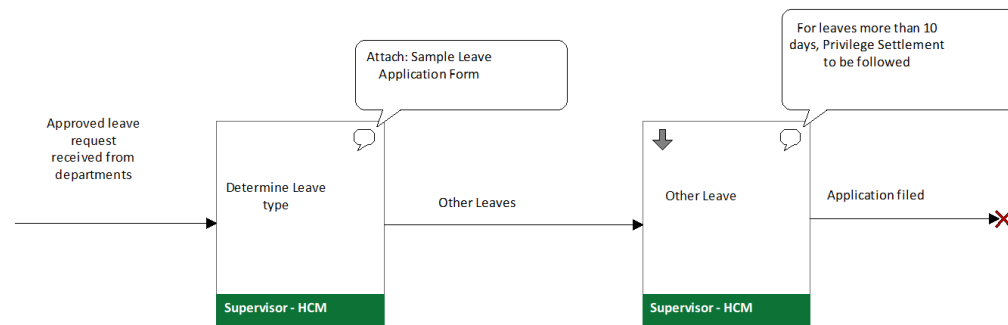 For leaves more than 10
days, Privilege Settlement
to be followed
Attach: Sample Leave
Application Form
Approved leave
request
received from
departments
Determine Leave
type
Other Leaves
Other Leave
Application filed
Supervisor - HCM
Supervisor - HCM